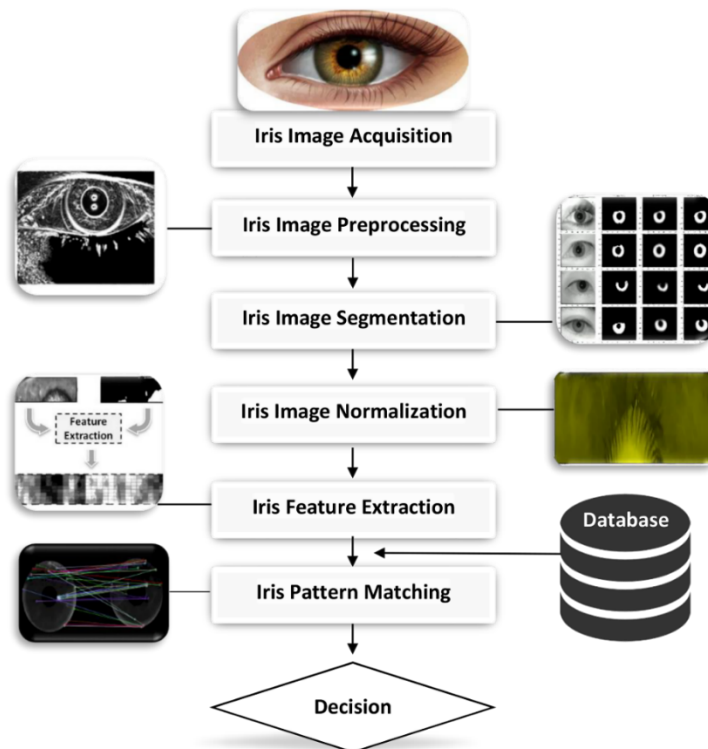 Iris Image Acquisition
Iris Image Preprocessing
Iris Image Segmentation
Iris Image Normalization
Feature
Extraction
Iris Feature Extraction
Database
Iris Pattern Matching
Decision